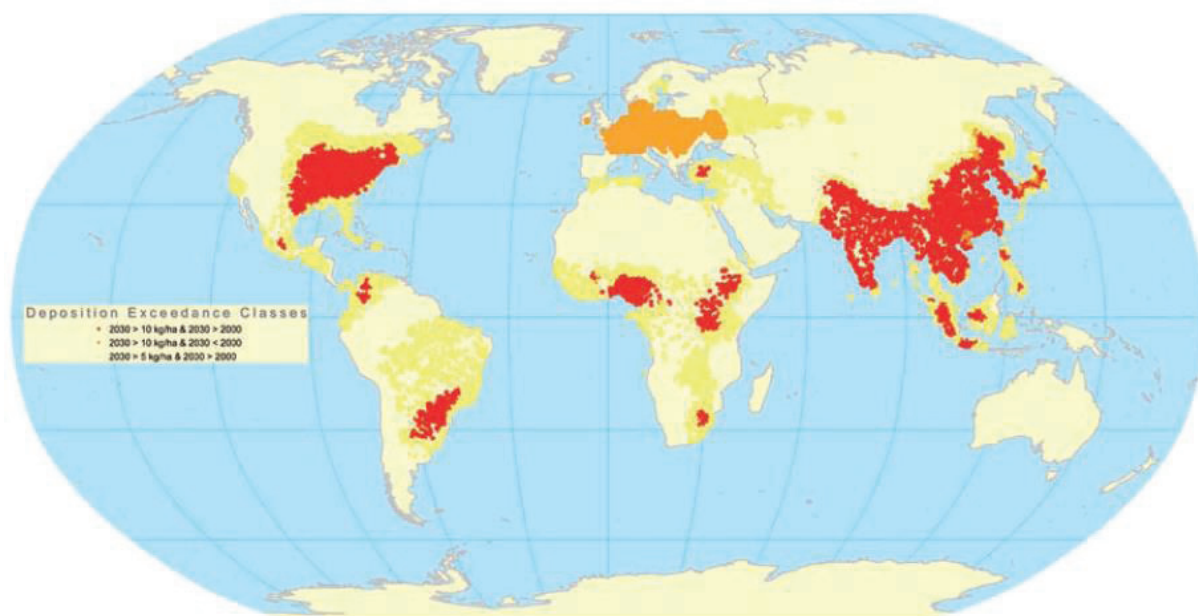 Deposition Exceedance Classes
2030 > 10 kg/ha & 2030 > 2000
2030 > 10 kg/ha & 2030 < 2000
2030 > 5 kg/ha & 2030 > 2000